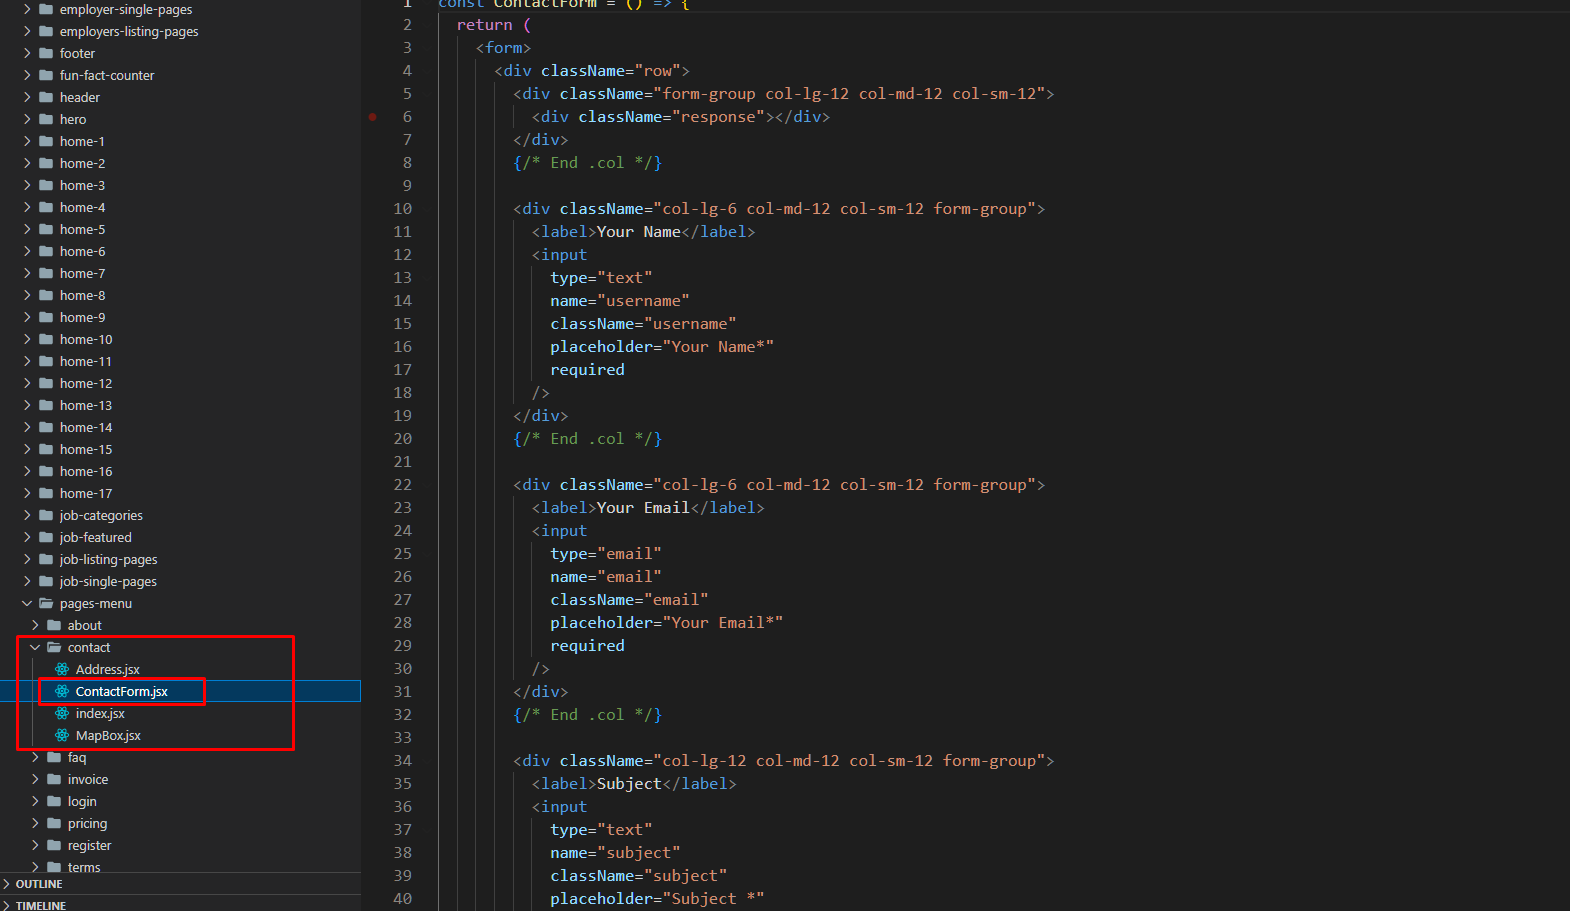 employer-single-pages
employers-listing-pages
footer
fun-fact-counter
header
hero
home-1
home-2
home-3
home-4
home-5
home-6
home-7
home-8
home-9
home-10
home-11
home-12
home-13
home-14
home-15
home-16
home-17
job-categories
job-featured
job-listing-pages
job-single-pages
pages-menu
about
contact
Address.jsx
ContactForm.jsx
index.jsx
MapBox.jsx
faq
invoice
login
pricing
register
terms
OUTLINE
TIMELINE
1 const ContactForm = () => {
2 return (
3 <form>
4 <div className="row">
5 <div className="form-group col-lg-12 col-md-12 col-sm-12">
6 <div className="response"></div>
7 </div>
8 {/* End .col */}
9
10 <div className="col-lg-6 col-md-12 col-sm-12 form-group">
11 <label>Your Name</label>
12 <input
13 type="text"
14 name="username"
15 className="username"
16 placeholder="Your Name*"
17 required
18 />
19 </div>
20 {/* End .col */}
21
22 <div className="col-lg-6 col-md-12 col-sm-12 form-group">
23 <label>Your Email</label>
24 <input
25 type="email"
26 name="email"
27 className="email"
28 placeholder="Your Email*"
29 required
30 />
31 </div>
32 {/* End .col */}
33
34 <div className="col-lg-12 col-md-12 col-sm-12 form-group">
35 <label>Subject</label>
36 <input
37 type="text"
38 name="subject"
39 className="subject"
40 placeholder="Subject *"